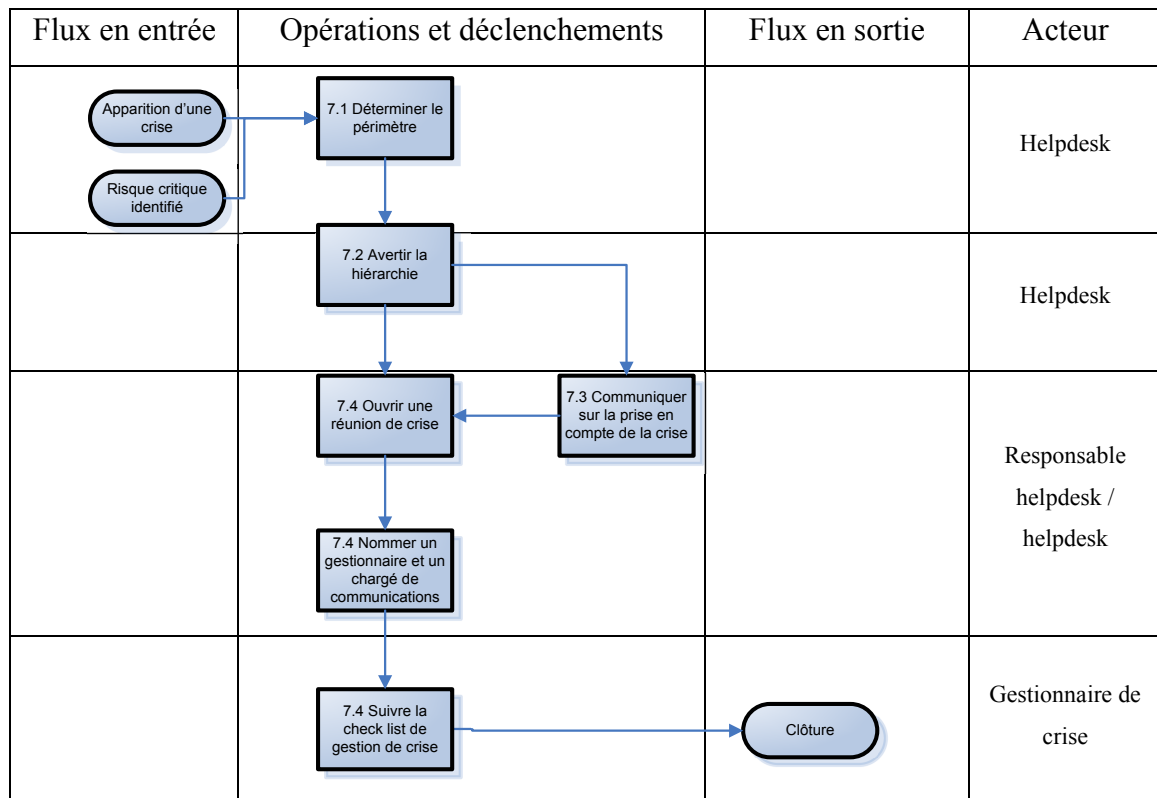 Flux en entrée
Opérations et déclenchements
Flux en sortie
Acteur
Apparition d'une
crise
Risque critique
identifié
7.1 Déterminer le
périmètre
Helpdesk
7.2 Avertir la
hiérarchie
Helpdesk
7.4 Ouvrir une
réunion de crise
7.3 Communiquer
sur la prise en
compte de la crise
7.4 Nommer un
gestionnaire et un
chargé de
communications
Responsable
helpdesk /
helpdesk
7.4 Suivre la
check list de
gestion de crise
Clôture
Gestionnaire de
crise